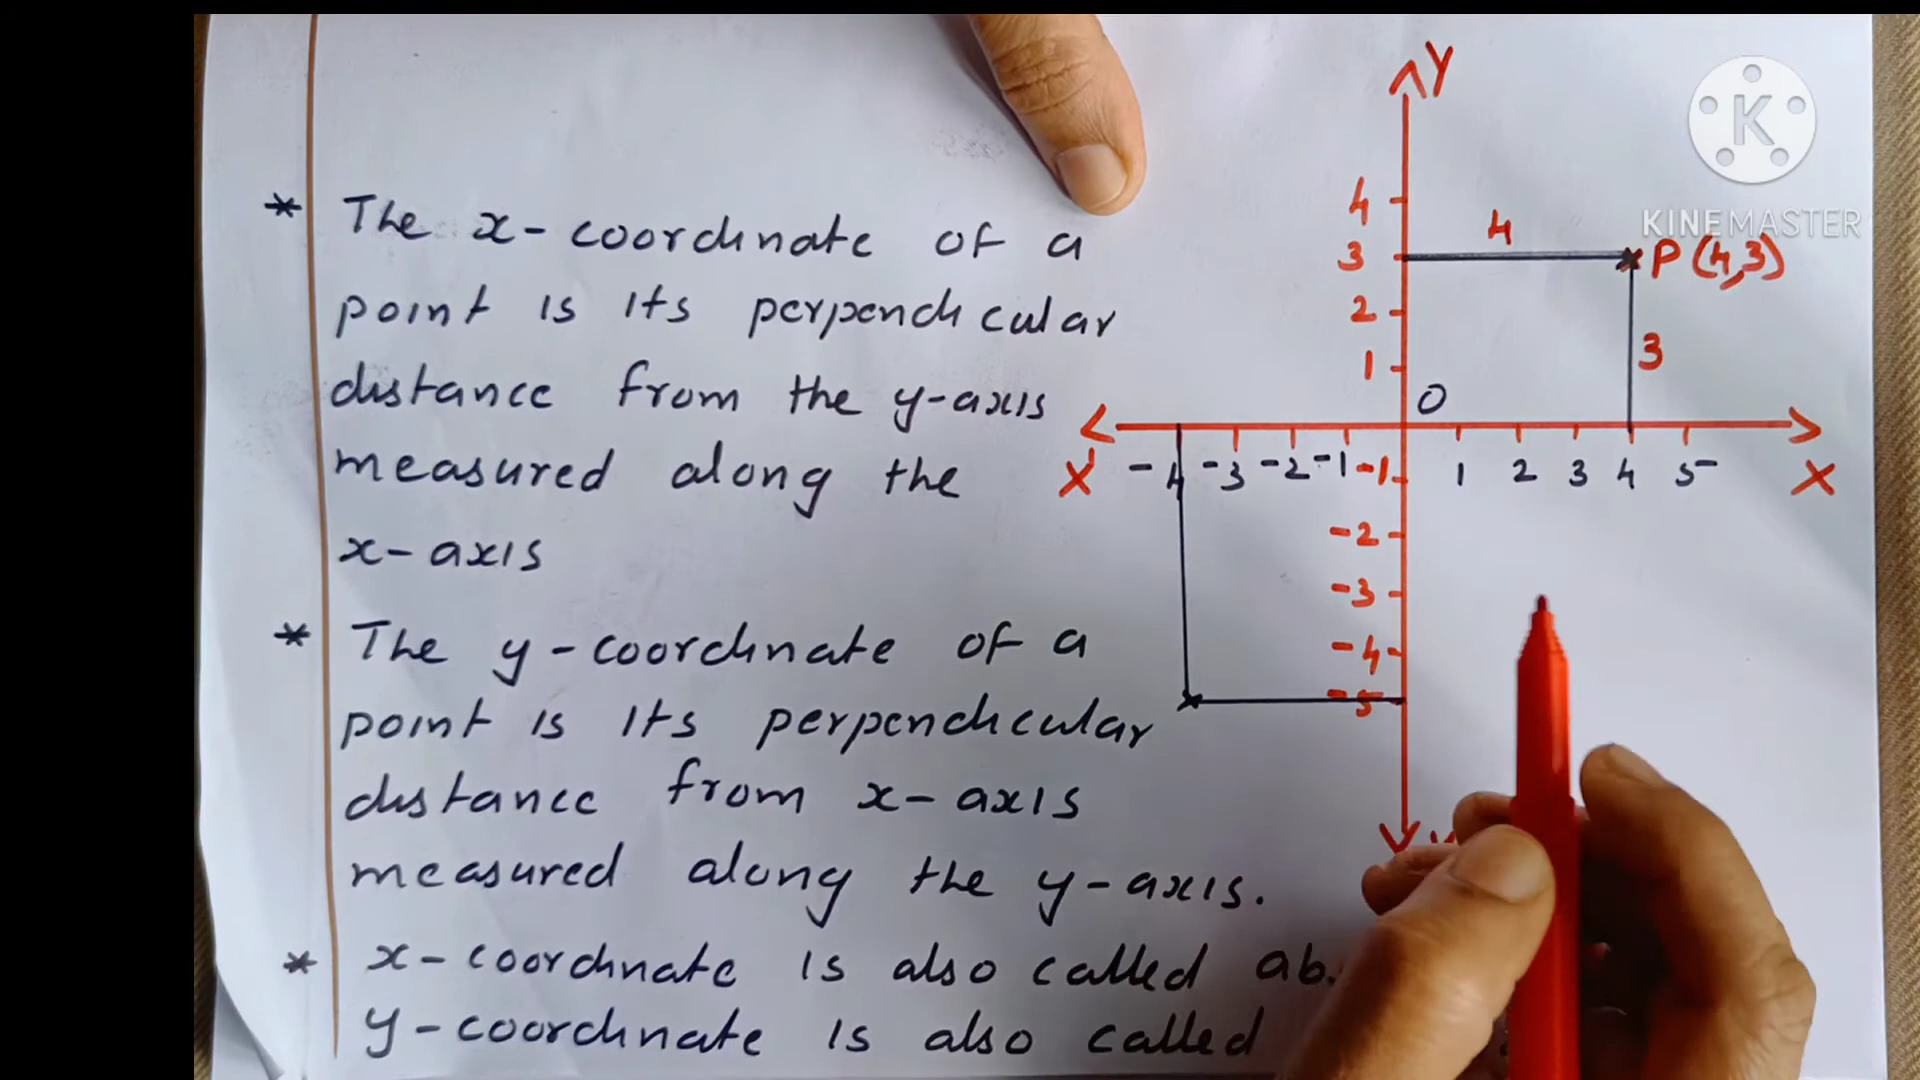 * The x-coordinate of a
point is its perpendicular
distance from the y-axis
measured along the
x-axis
* The y-coordinate of a
point is its perpendicular
distance from x-axis
measured along the y-axis.
* x-coordinate is also called
y-coordinate is also called
Y
4
3
2
1
4
P (4,3)
3
O
X' -4 -3 -2 -1 1 2 3 4 5 X
-1
-2
-3
-4
-5
K
KINEMASTER